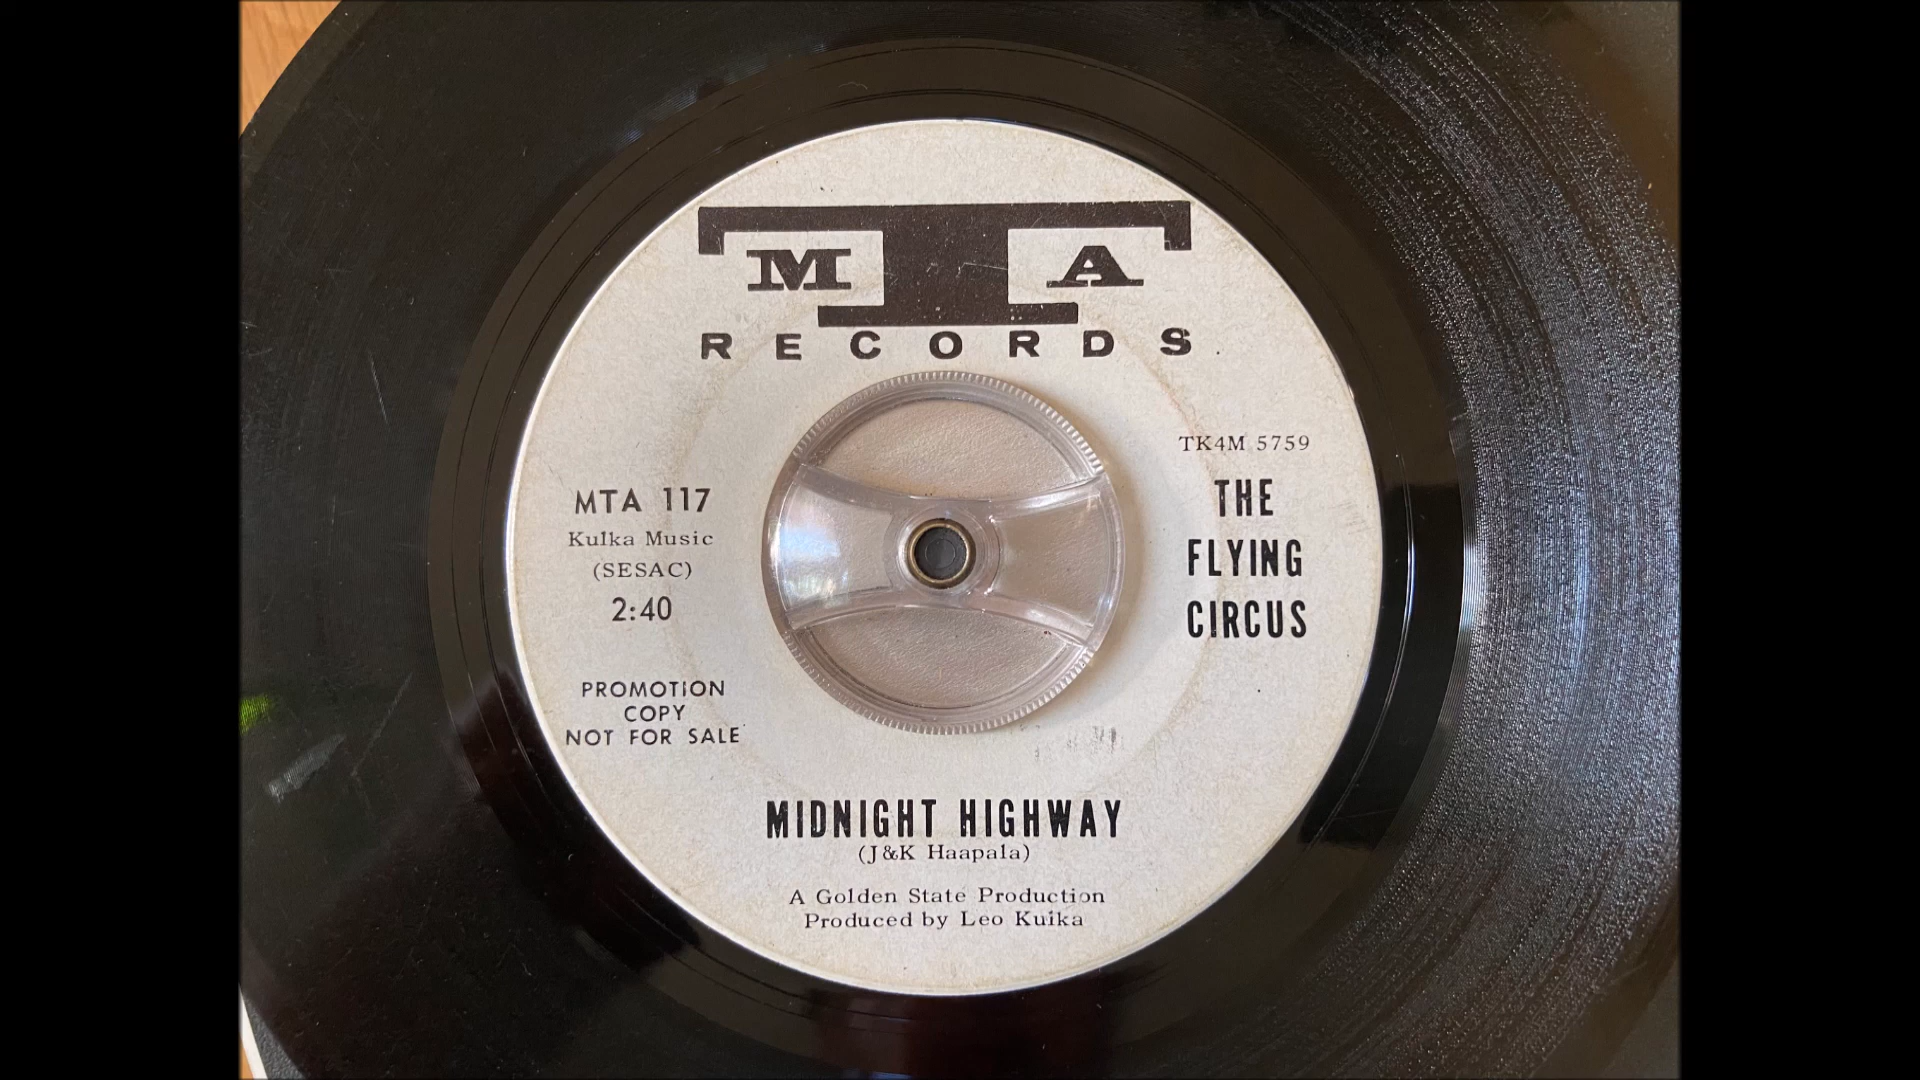 MTA
RECORDS
TK4M 5759
THE
FLYING
CIRCUS
MTA 117
Kulka Music
(SESAC)
2:40
PROMOTION
COPY
NOT FOR SALE
MIDNIGHT HIGHWAY
(J&K Haapala)
A Golden State Production
Produced by Leo Kulka